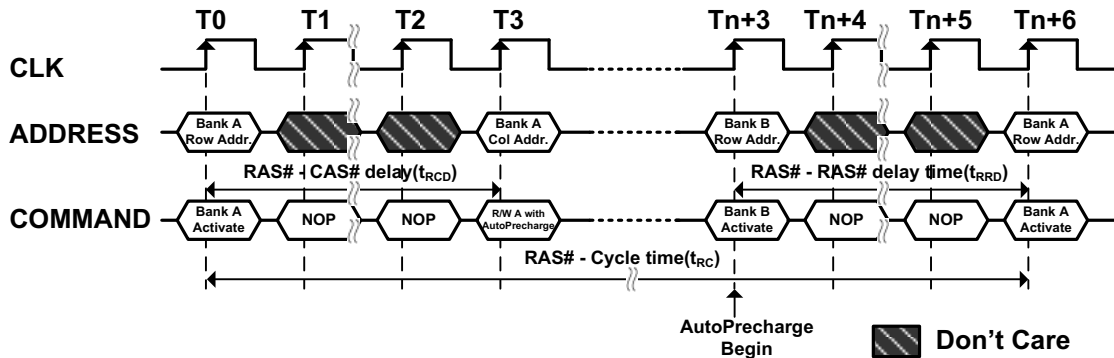 T0 T1 T2 T3 Tn+3 Tn+4 Tn+5 Tn+6
CLK
ADDRESS
Bank A
Row Addr.
Bank A
Col Addr.
Bank B
Row Addr.
Bank A
Row Addr.
RAS# - CAS# delay(tRCD)
RAS# - RAS# delay time(tRRD)
COMMAND
Bank A
Activate
NOP
NOP
R/W A with
AutoPrecharge
Bank B
Activate
NOP
NOP
Bank A
Activate
RAS# - Cycle time(tRC)
AutoPrecharge
Begin
Don't Care